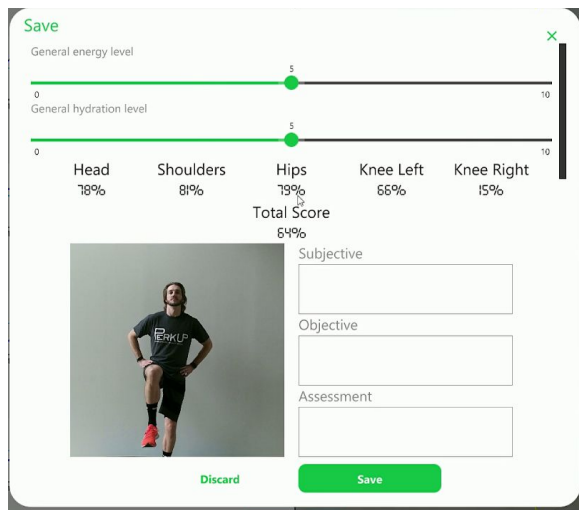 Save
×
General energy level
5
0 10
General hydration level
5
0 10
Head Shoulders Hips Knee Left Knee Right
78% 81% 79% 66% 15%
Total Score
64%
Subjective
PERKUP
Objective
Assessment
Discard Save